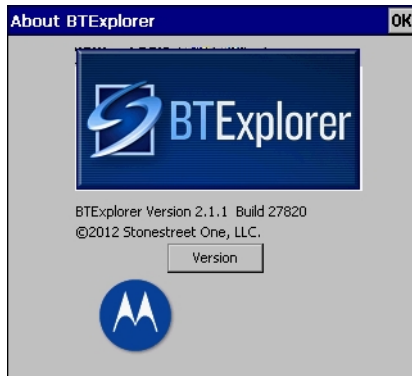 About BTExplorer
OK
BTExplorer
BTExplorer Version 2.1.1 Build 27820
©2012 Stonestreet One, LLC.
Version